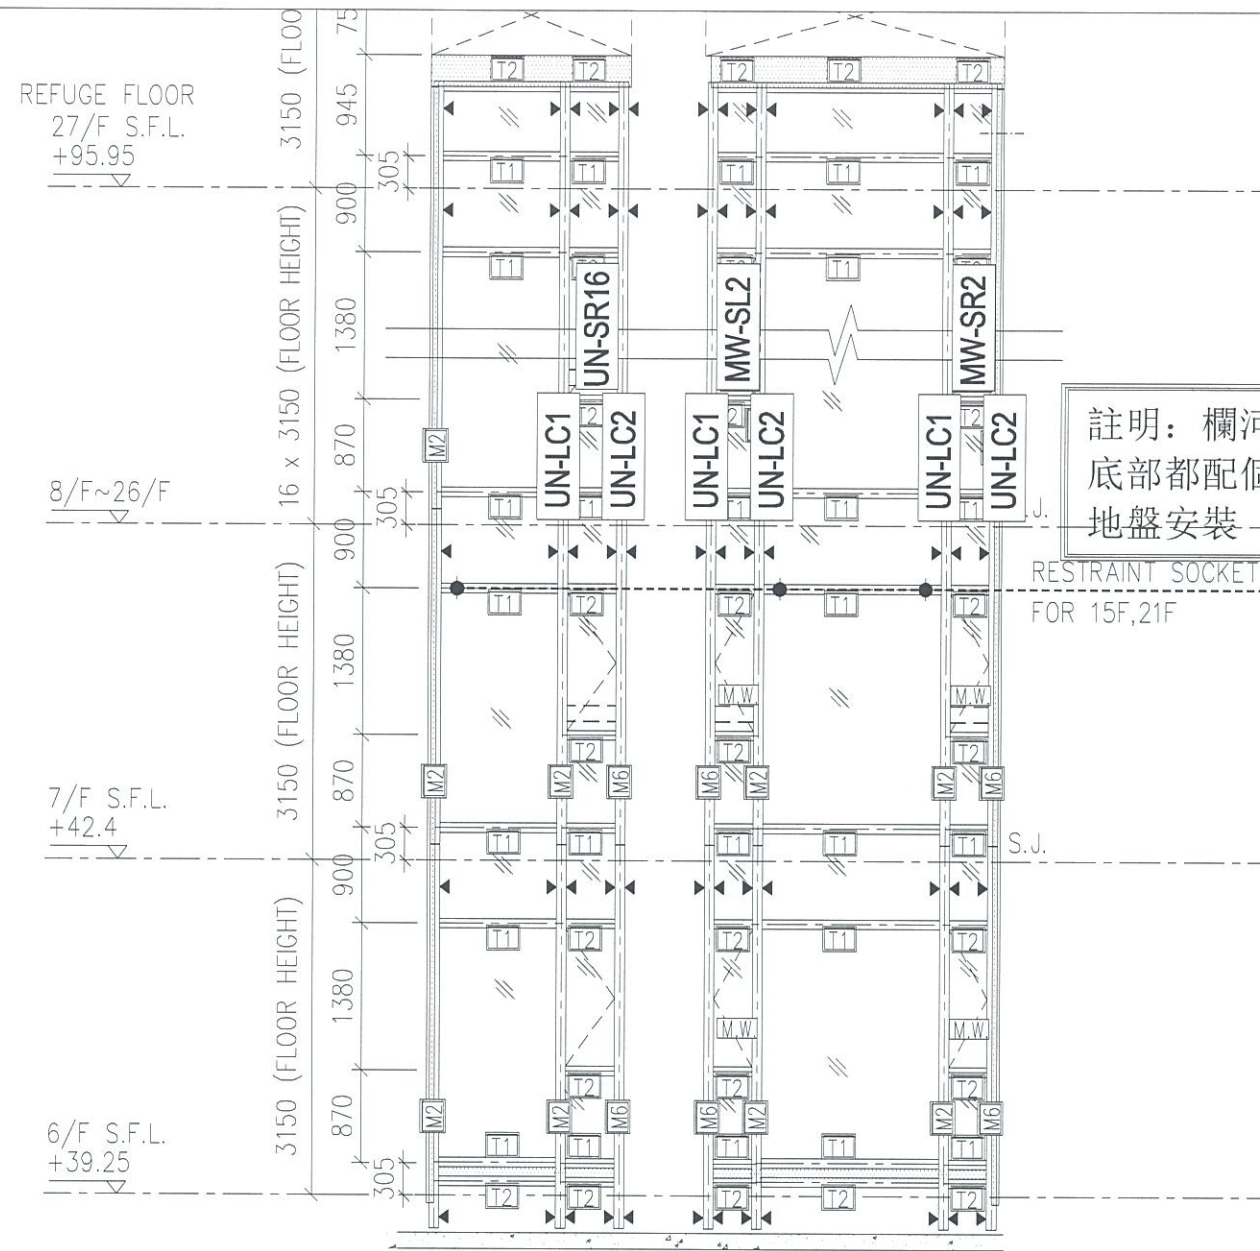 75
3150 (FLOO
T2 T2 T2 T2 T2
REFUGE FLOOR
27/F S.F.L.
+95.95
945
305
T1 T1 T1 T1 T1
900
T1 T1
16 x 3150 (FLOOR HEIGHT)
1380
UN-SR16
MW-SL2
MW-SR2
UN-LC1
UN-LC2
UN-LC1
UN-LC2
UN-LC1
UN-LC2
註明：欄
底部都配
地盤安裝
T2 T2
M2
870
8/F~26/F
305
T1 T1 T1
J.
900
RESTRAINT SOCKET
FOR 15F,21F
T1 T2 T2 T1 T2
3150 (FLOOR HEIGHT)
1380
M.W. M.W.
T2 T2 T2
870
M2 M2 M6 M6 M2 M2 M6
7/F S.F.L.
+42.4
305
T1 T1 T1 T1 T1
S.J.
900
T1 T2 T2 T1 T2
3150 (FLOOR HEIGHT)
1380
M.W. M.W.
T2 T2 T2
870
M2 M2 M6 M6 M2 M2 M6
6/F S.F.L.
+39.25
T1 T1 T1 T1 T1
305
T2 T2 T2 T2 T2